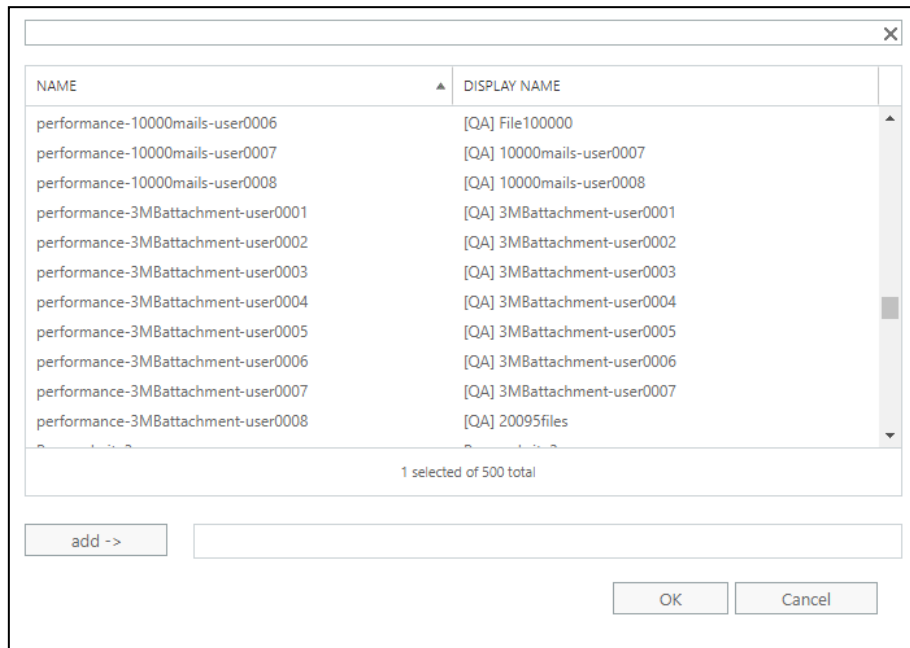 NAME DISPLAY NAME
performance-10000mails-user0006 [QA] File100000
performance-10000mails-user0007 [QA] 10000mails-user0007
performance-10000mails-user0008 [QA] 10000mails-user0008
performance-3MBattachment-user0001 [QA] 3MBattachment-user0001
performance-3MBattachment-user0002 [QA] 3MBattachment-user0002
performance-3MBattachment-user0003 [QA] 3MBattachment-user0003
performance-3MBattachment-user0004 [QA] 3MBattachment-user0004
performance-3MBattachment-user0005 [QA] 3MBattachment-user0005
performance-3MBattachment-user0006 [QA] 3MBattachment-user0006
performance-3MBattachment-user0007 [QA] 3MBattachment-user0007
performance-3MBattachment-user0008 [QA] 20095files
1 selected of 500 total
add ->
OK Cancel